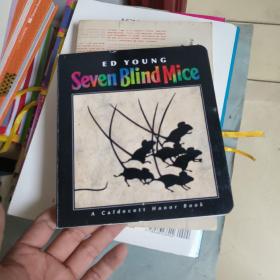 ED YOUNG
Seven Blind Mice
A Caldecott Honor Book